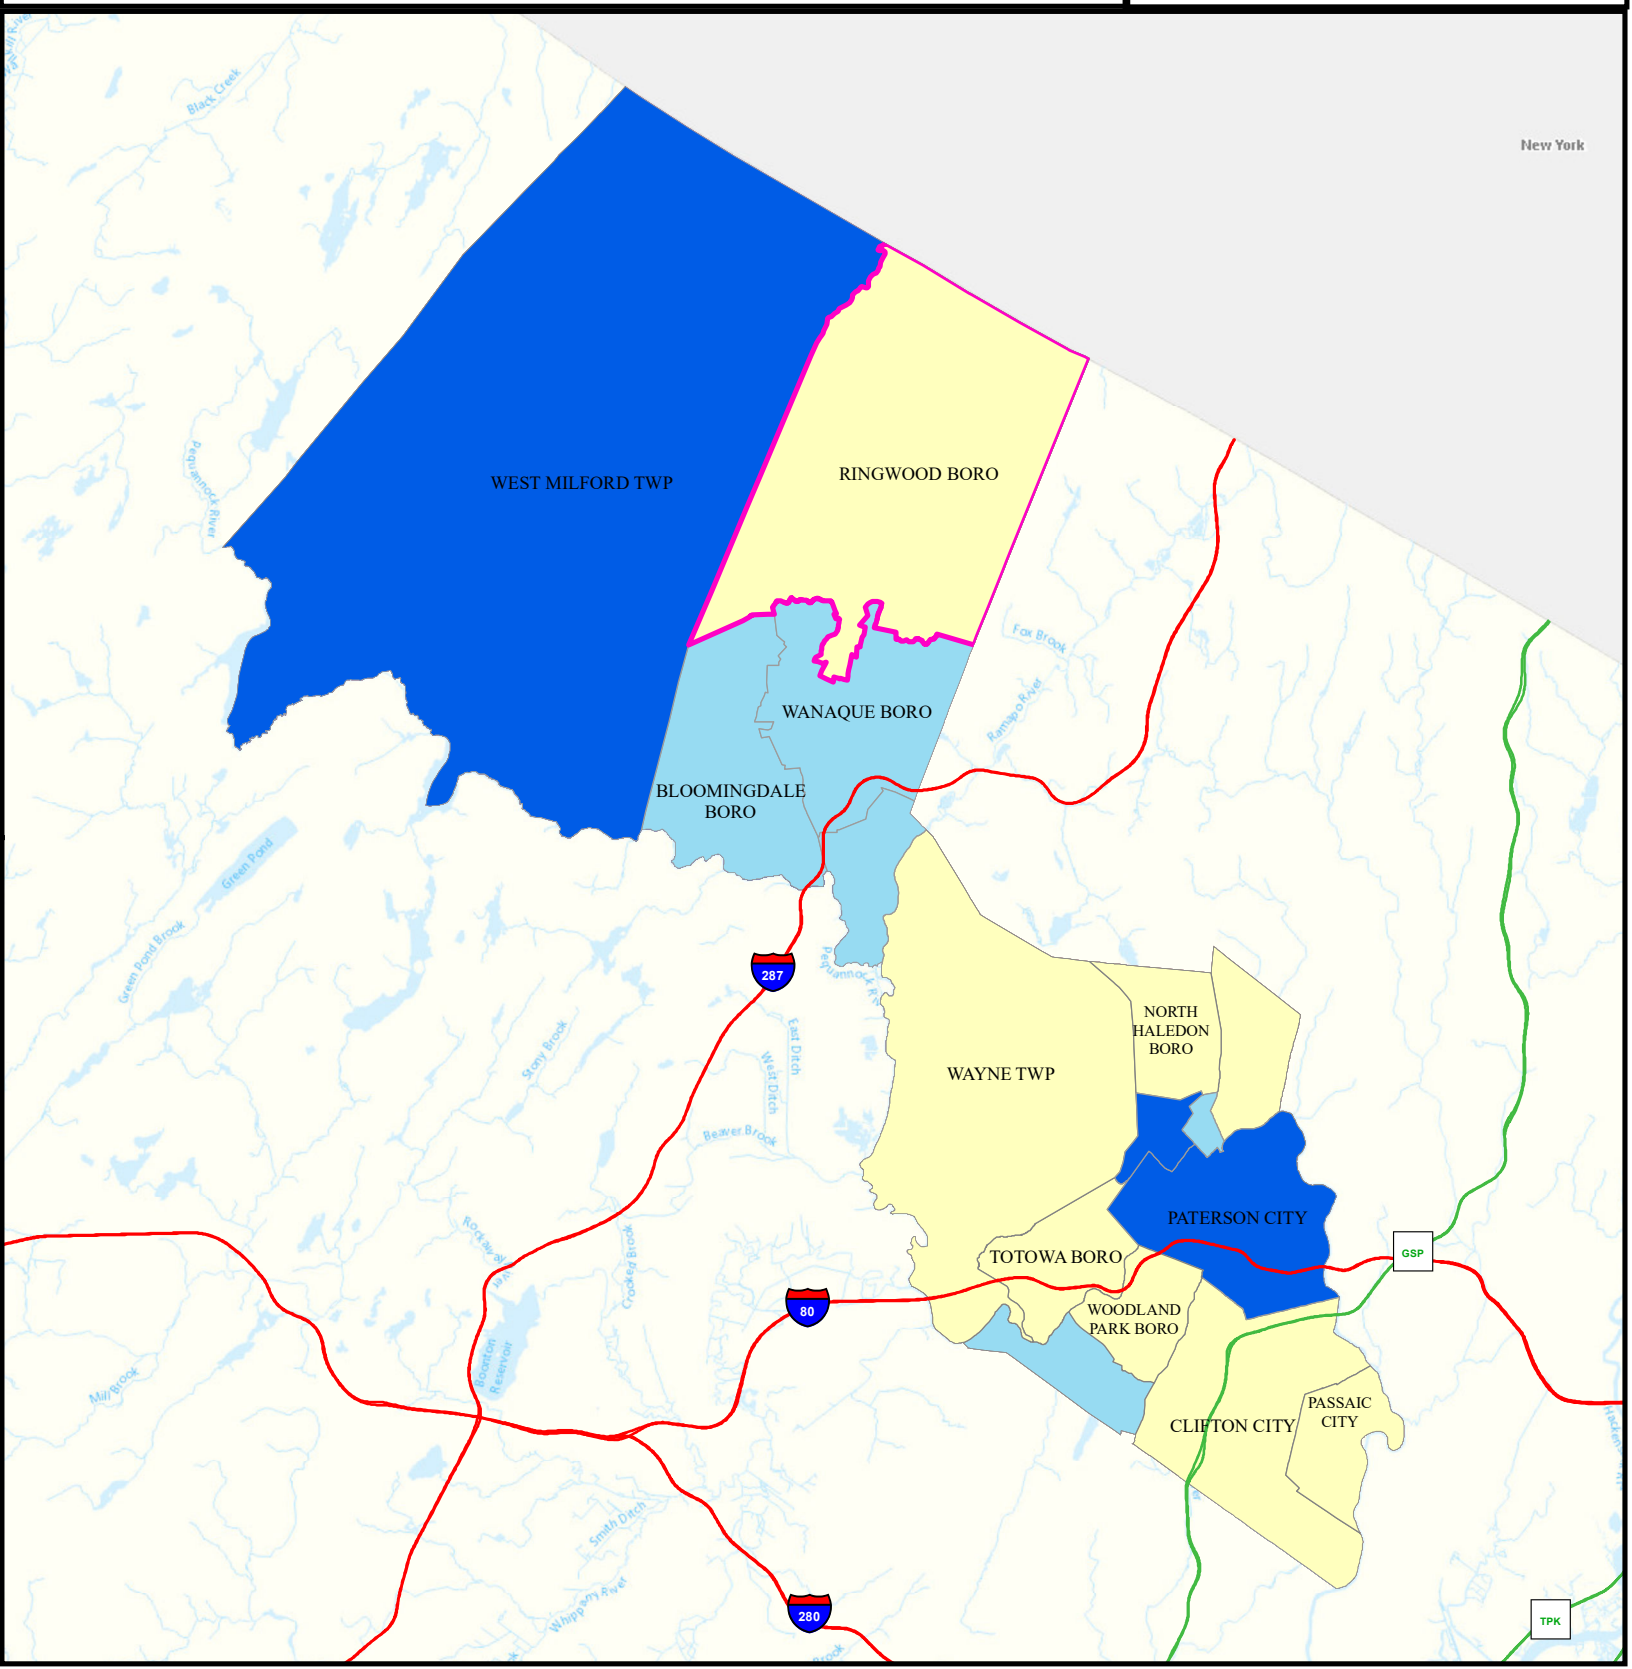 Black Creek
New York
Pequannock River
RINGWOOD BORO
WEST MILFORD TWP
Fox Brook
Ramapo River
WANAQUE BORO
BLOOMINGDALE
BORO
Green Pond
Green Pond Brook
287
Pequannock R
NORTH
HALEDON
BORO
Stony Brook
East Ditch
West Ditch
WAYNE TWP
Beaver Brook
PATERSON CITY
Rockaway
TOTOWA BORO
GSP
Crooked Brook
80
WOODLAND
PARK BORO
Boonton
Reservoir
Mill Brook
PASSAIC
CITY
CLIFTON CITY
Smith Ditch
Whippany River
280
TPK
Brook